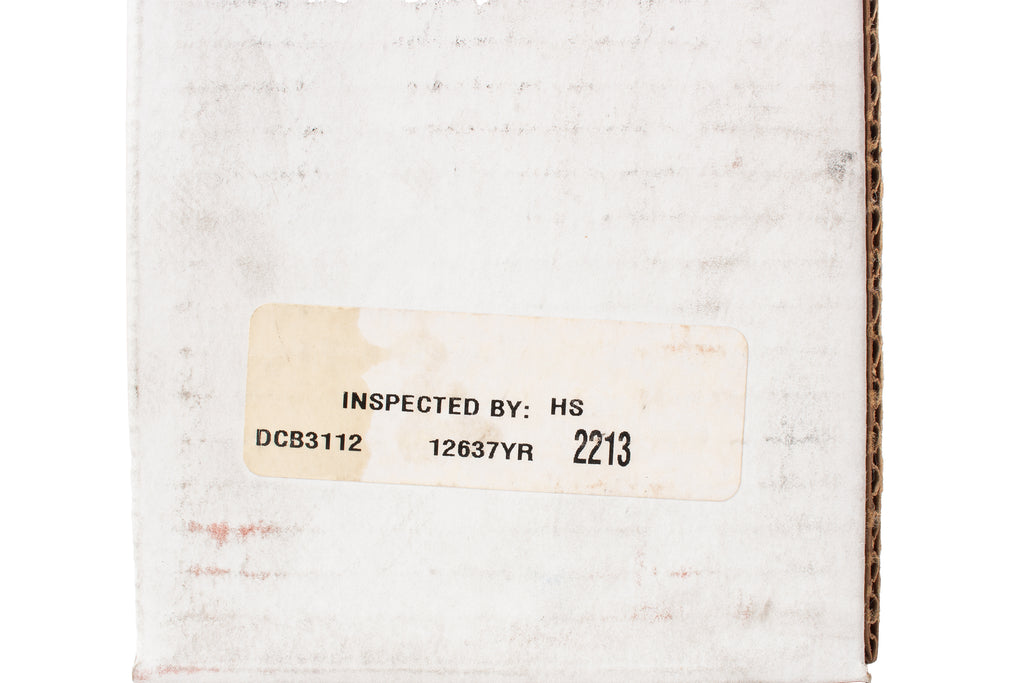 INSPECTED BY: HS
DCB3112 12637YR 2213